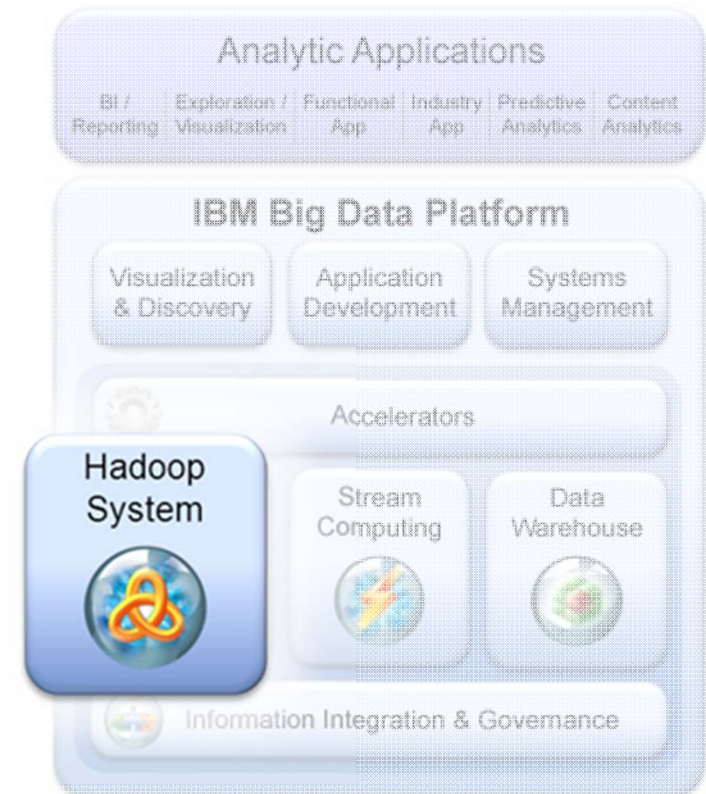 Analytic Applications
BI / Exploration / Functional Industry Predictive Content
Reporting Visualization App App Analytics Analytics
IBM Big Data Platform
Visualization Application Systems
& Discovery Development Management
Accelerators
Hadoop
System
Stream Data
Computing Warehouse
Information Integration & Governance